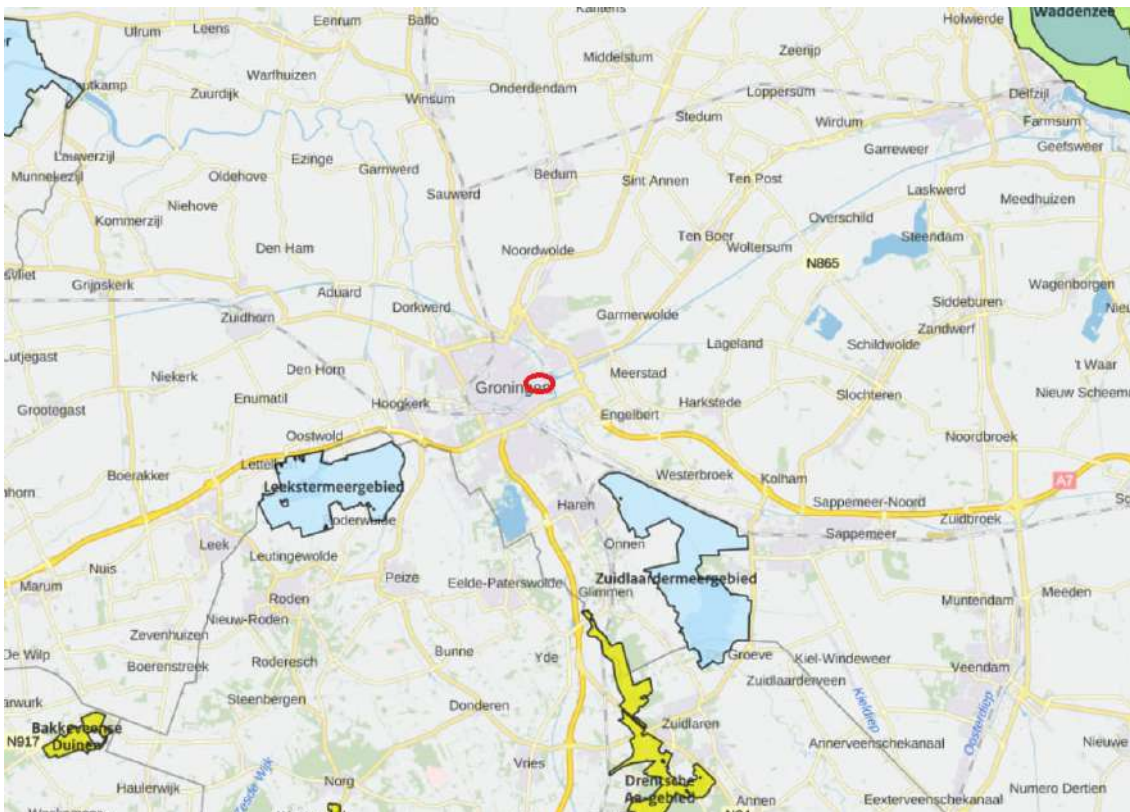 Ulrum
Leens
Eenrum
Baflo
Kantens
Holwierde
Waddenzee
Middelstum
Zeerijp
Warfhuizen
Onderdendam
Loppersum
Delfzijl
Zuurdijk
Winsum
Stedum
Wirdum
Farmsum
Garreweer
Geefsweer
Lauwerzijl
Ezinge
Garnwerd
Bedum
Munnekezijl
Oldehove
Sauwerd
Sint Annen
Ten Post
Laskwerd
Meedhuizen
Niehove
Kommerzijl
Overschild
Steendam
Den Ham
Noordwolde
Ten Boer
Woltersum
N865
Grijpskerk
Aduard
Wagenborgen
Zuidhorn
Dorkwerd
Garmerwolde
Siddeburen
Zandwerf
Lageland
Schildwolde
't Waar
Niekerk
Den Horn
Groningen
Meerstad
Grootegast
Enumatil
Hoogkerk
Harkstede
Slochteren
Engelbert
Oostwold
Noordbroek
Boerakker
Westerbroek
Kolham
A7
Leekstermeergebied
Haren
Sappemeer-Noord
Zuidbroek
Leek
Leutingewolde
Onnen
Sappemeer
Nuis
Marum
Peize
Eelde-Paterswolde
Zuidlaardermeergebied
Glimmen
Roden
Meeden
Muntendam
Nieuw-Roden
Zevenhuizen
De Wilp
Boerenstreek
Roderesch
Bunne
Yde
Groeve
Kiel-Windeweer
Veendam
Zuidlaarderveen
Steenbergen
Donderen
Kieldiep
Oosterdiep
Bakkeveense
Duinen
N917
Zuidlaren
Annerveenschekanaal
Nieuwe
Vries
Haulerwijk
Norg
Drentsche
Aa-gebied
Annen
Eexterveenschekanaal
Numero Dertien